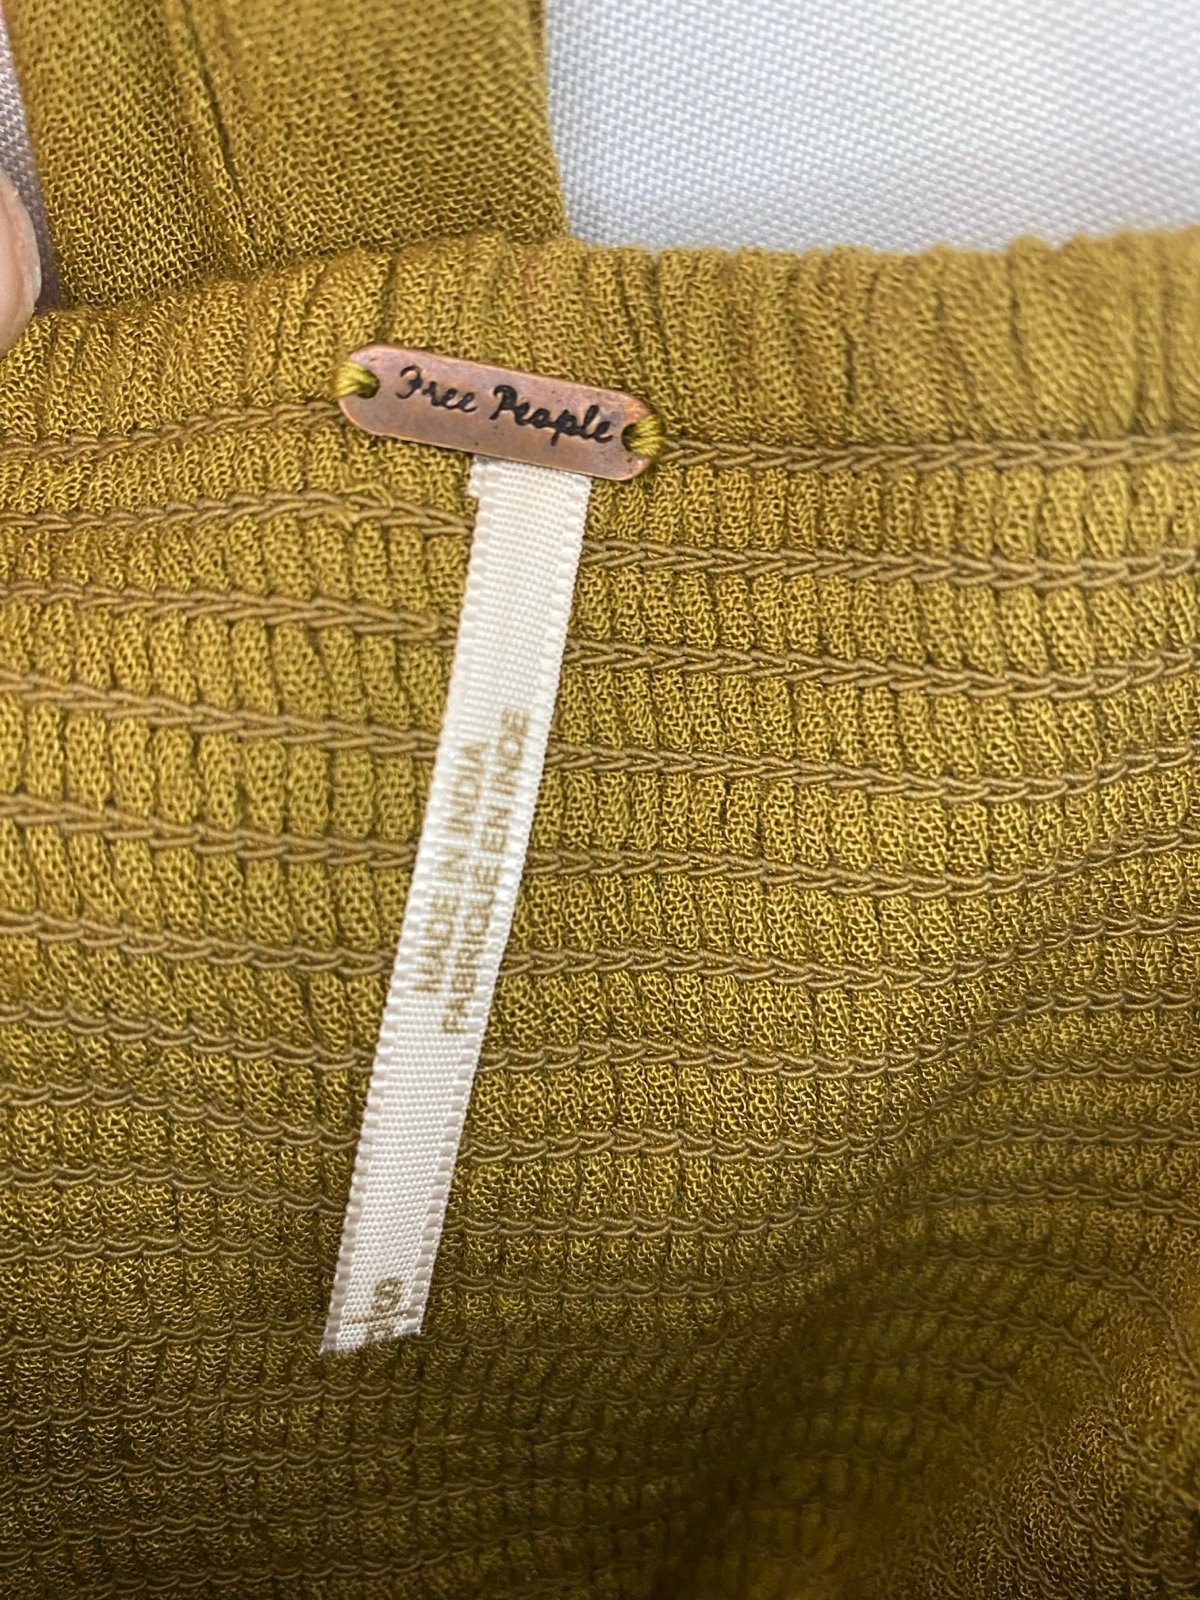 Free People
MADE IN INDIA
FABRIQUE EN INDE